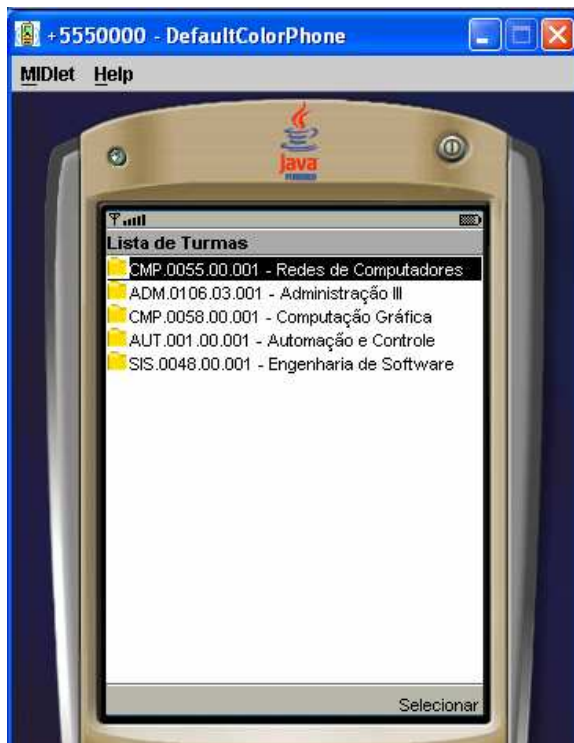 +5550000 - DefaultColorPhone
MIDlet Help
Java
POWERED
Lista de Turmas
CMP.0055.00.001 - Redes de Computadores
ADM.0106.03.001 - Administração III
CMP.0058.00.001 - Computação Gráfica
AUT.001.00.001 - Automação e Controle
SIS.0048.00.001 - Engenharia de Software
Selecionar